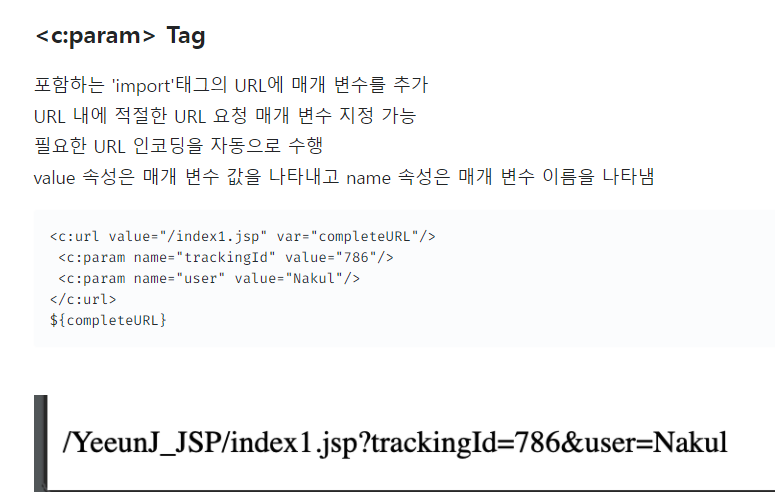 <c:param> Tag
포함하는 'import'태그의 URL에 매개 변수를 추가
URL 내에 적절한 URL 요청 매개 변수 지정 가능
필요한 URL 인코딩을 자동으로 수행
value 속성은 매개 변수 값을 나타내고 name 속성은 매개 변수 이름을 나타냄
<c:url value="/index1.jsp" var="completeURL"/>
 <c:param name="trackingId" value="786"/>
 <c:param name="user" value="Nakul"/>
</c:url>
${completeURL}
/YeeunJ_JSP/index1.jsp?trackingId=786&user=Nakul